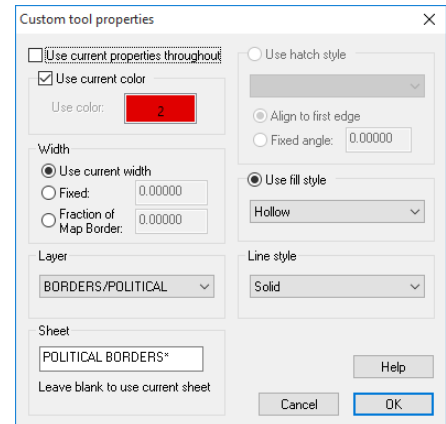 Custom tool properties
Use current properties throughout
Use current color
Use color:
2
Width
Use current width
Fixed:
0.00000
Fraction of
Map Border:
0.00000
Layer
BORDERS/POLITICAL
Sheet
POLITICAL BORDERS*
Leave blank to use current sheet
Use hatch style
Align to first edge
Fixed angle:
0.00000
Use fill style
Hollow
Line style
Solid
Help
Cancel
OK